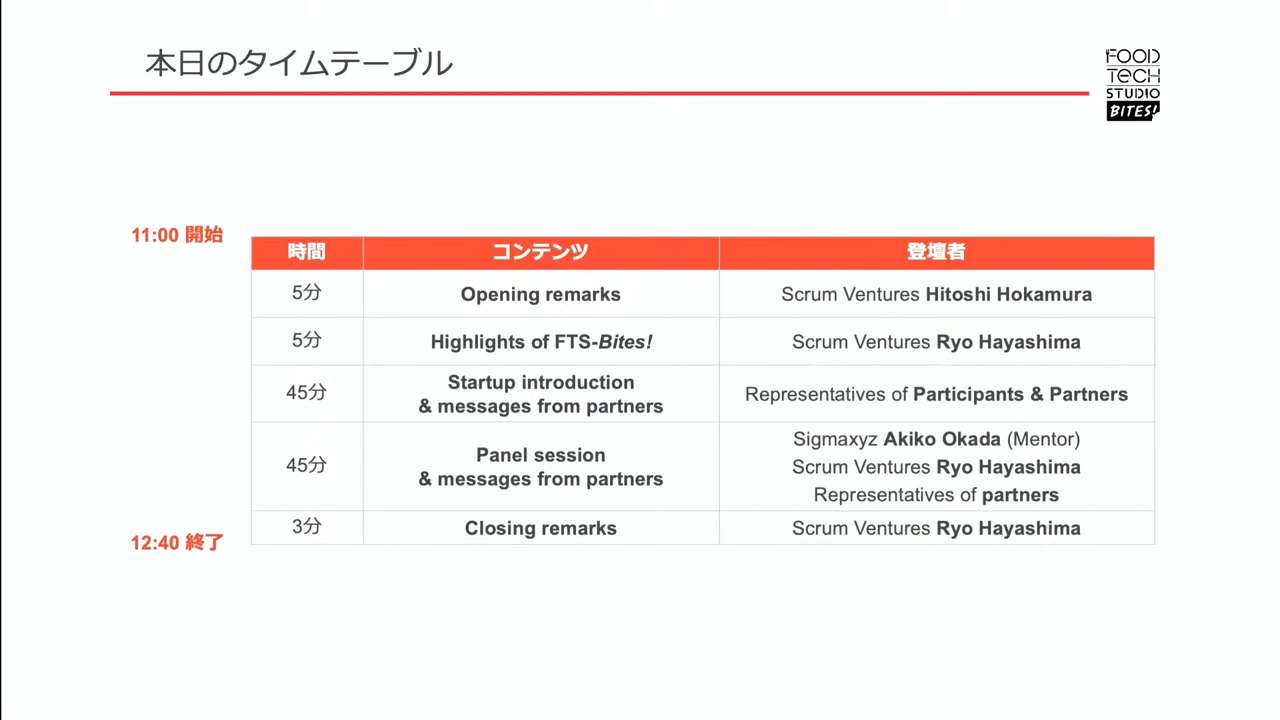 本日のタイムテーブル
FOOD
TECH
STUDIO
BITES!
11:00 開始
時間 コンテンツ 登壇者
5分 Opening remarks Scrum Ventures Hitoshi Hokamura
5分 Highlights of FTS-Bites! Scrum Ventures Ryo Hayashima
45分 Startup introduction
& messages from partners Representatives of Participants & Partners
45分 Panel session
& messages from partners
Sigmaxyz Akiko Okada (Mentor)
Scrum Ventures Ryo Hayashima
Representatives of partners
3分 Closing remarks Scrum Ventures Ryo Hayashima
12:40 終了